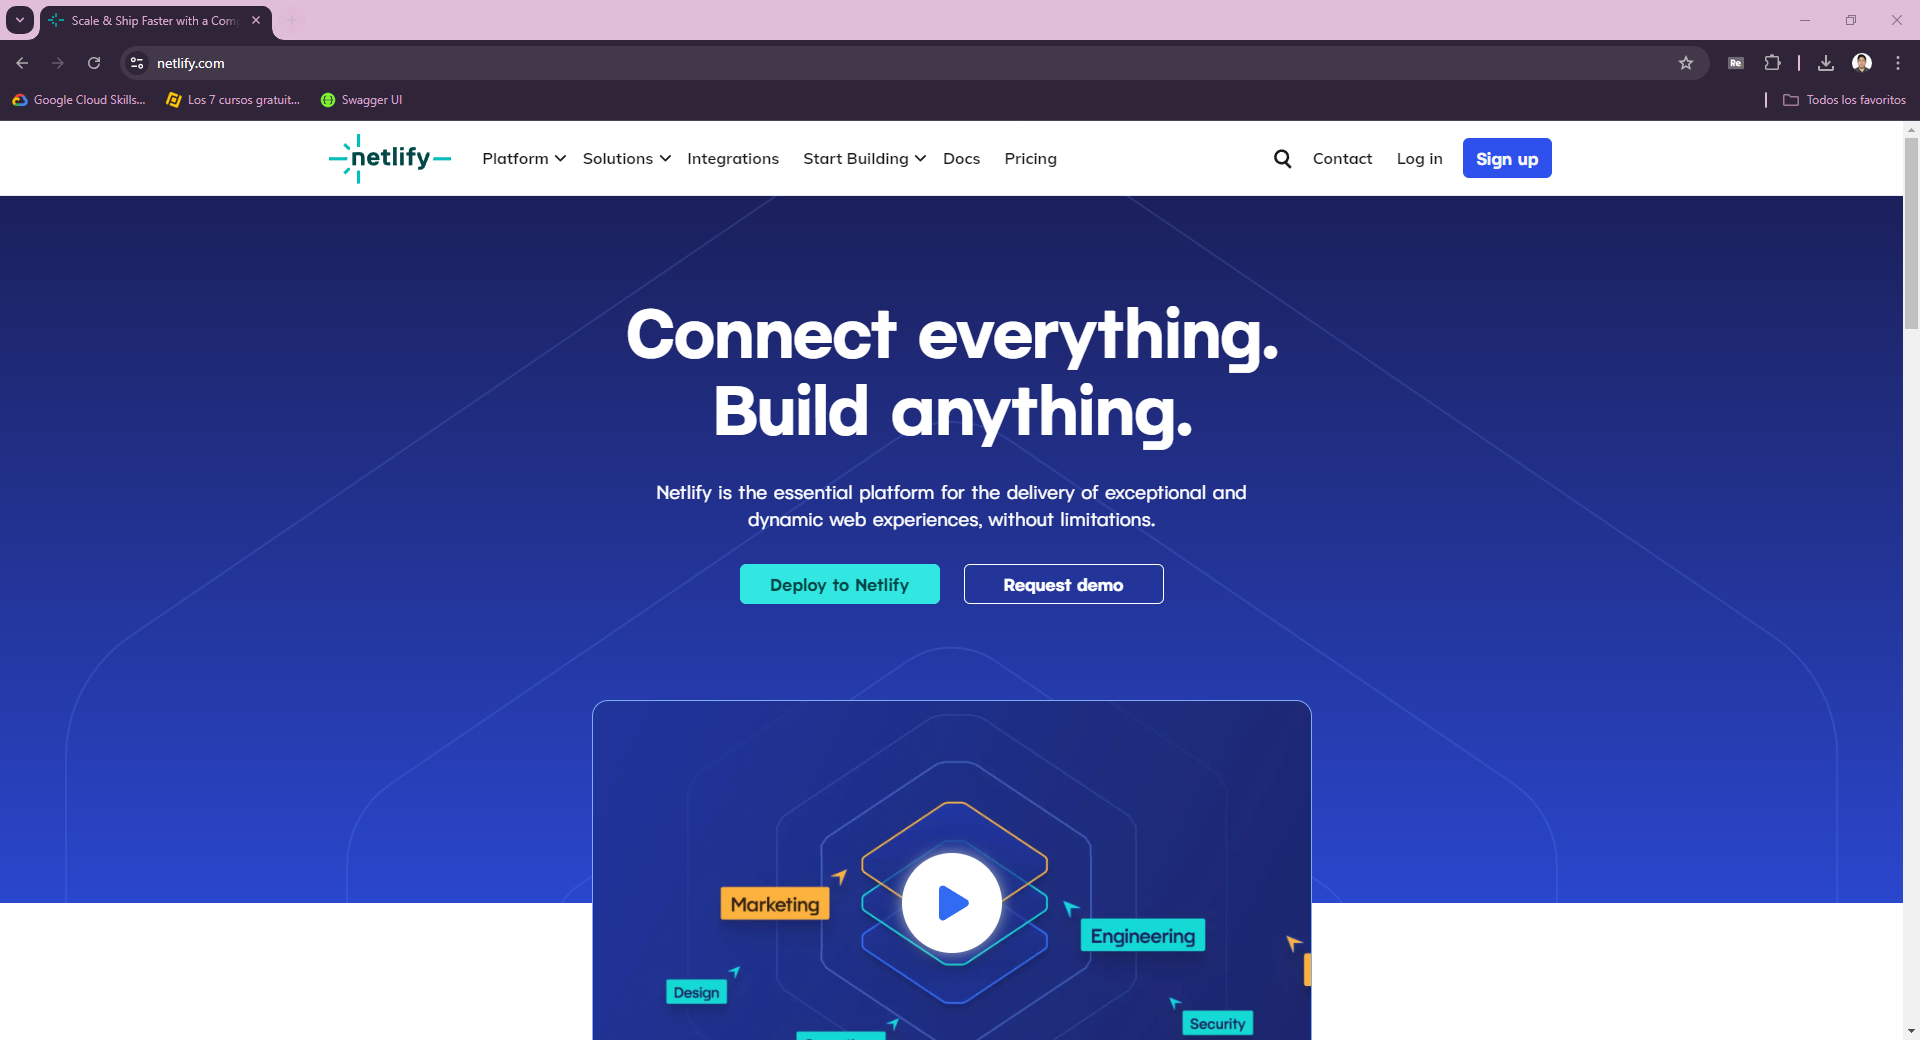 Scale & Ship Faster with a Com
netlify.com
Re
Google Cloud Skills...
Los 7 cursos gratuit...
Swagger UI
Todos los favoritos
netlify
Platform
Solutions
Integrations
Start Building
Docs
Pricing
Contact
Log in
Sign up
Connect everything.
Build anything.
Netlify is the essential platform for the delivery of exceptional and
dynamic web experiences, without limitations.
Deploy to Netlify
Request demo
Marketing
Engineering
Design
Security